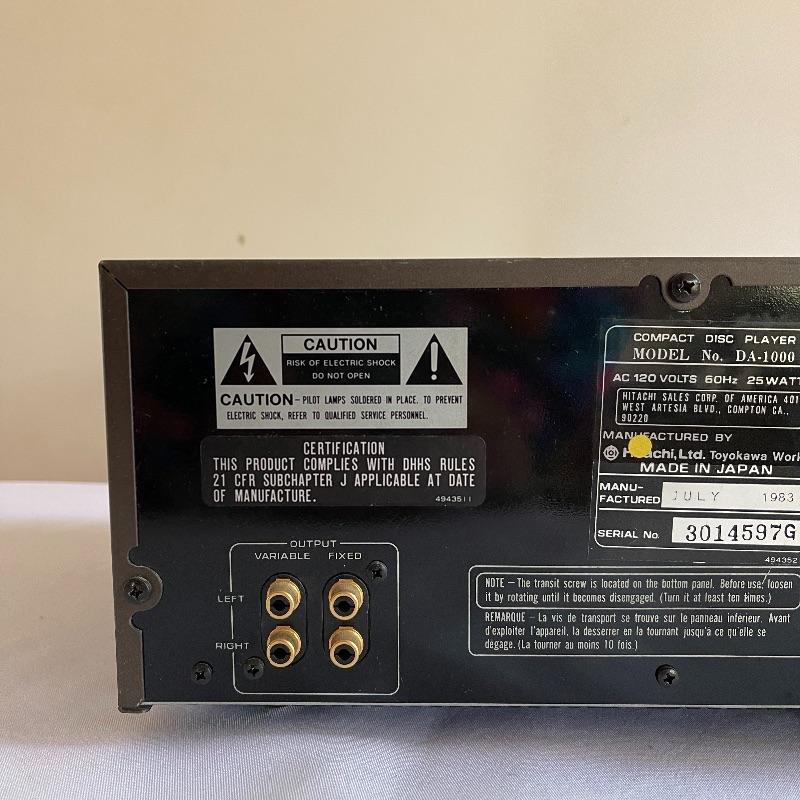 CAUTION
RISK OF ELECTRIC SHOCK
DO NOT OPEN
CAUTION – PILOT LAMPS SOLDERED IN PLACE, TO PREVENT
ELECTRIC SHOCK, REFER TO QUALIFIED SERVICE PERSONNEL.
CERTIFICATION
THIS PRODUCT COMPLIES WITH DHHS RULES
21 CFR SUBCHAPTER J APPLICABLE AT DATE
OF MANUFACTURE.
4943511
OUTPUT
VARIABLE FIXED
LEFT
RIGHT
COMPACT DISC PLAYER
MODEL No. DA-1000
AC 120 VOLTS 60Hz 25WATT
HITACHI SALES CORP. OF AMERICA 401
WEST ARTESIA BLVD., COMPTON CA.,
90220
MANUFACTURED BY
Hitachi, Ltd. Toyokawa Work
MADE IN JAPAN
MANU-
FACTURED JULY 1983
SERIAL No. 3014597G
494352
NOTE – The transit screw is located on the bottom panel. Before use, loosen
it by rotating until it becomes disengaged. (Turn it at least ten times.)
REMARQUE – La vis de transport se trouve sur le panneau inférieur. Avant
d'exploiter l'appareil, la desserrer en la tournant jusqu'à ce qu'elle se
dégage. (La tourner au moins 10 fois.)